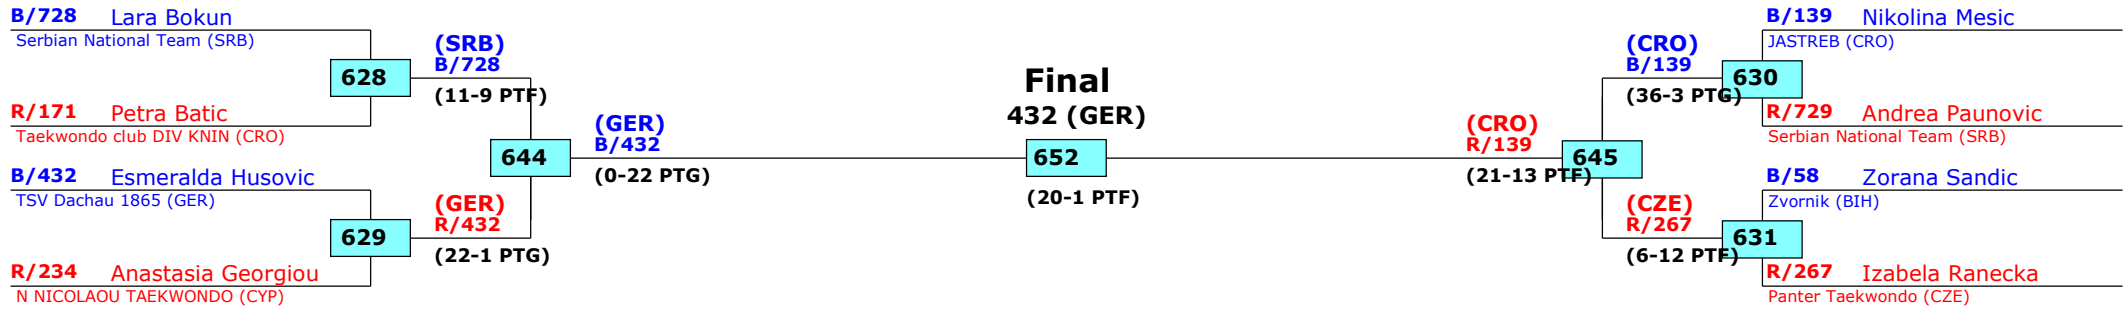 B/728 Lara Bokun
Serbian National Team (SRB)
628
R/171 Petra Batic
Taekwondo club DIV KNIN (CRO)
(SRB)
B/728
(11-9 PTF)
B/432 Esmeralda Husovic
TSV Dachau 1865 (GER)
629
R/234 Anastasia Georgiou
N NICOLAOU TAEKWONDO (CYP)
(GER)
R/432
(22-1 PTG)
644
(GER)
B/432
(0-22 PTG)
Final
432 (GER)
652
(20-1 PTF)
(CRO)
R/139
(21-13 PTF)
645
(CRO)
B/139
(36-3 PTG)
B/139 Nikolina Mesic
JASTREB (CRO)
630
R/729 Andrea Paunovic
Serbian National Team (SRB)
(CZE)
R/267
(6-12 PTF)
B/58 Zorana Sandic
Zvornik (BIH)
631
R/267 Izabela Ranecka
Panter Taekwondo (CZE)